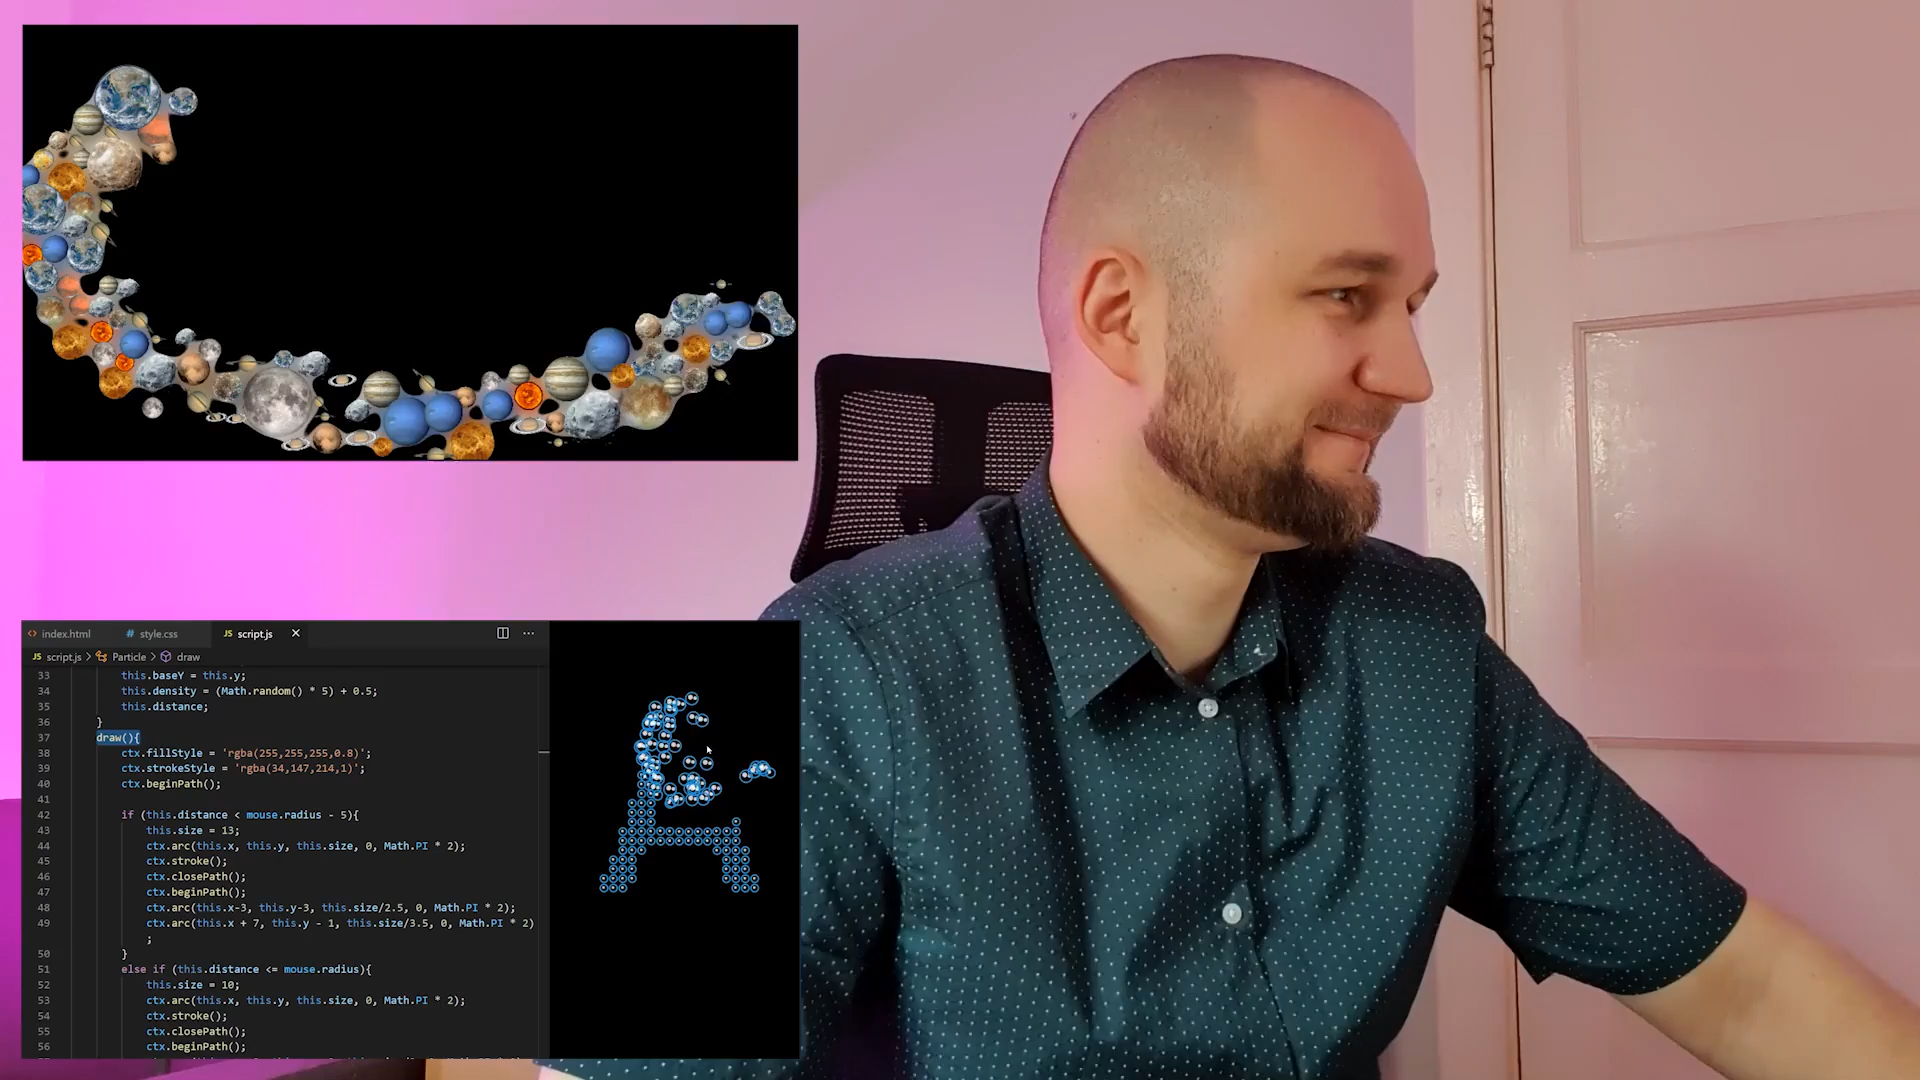 index.html
style.css
JS script.js
JS script.js > Particle > draw
33 this.baseY = this.y;
34 this.density = (Math.random() * 5) + 0.5;
35 this.distance;
36 }
37 draw(){
38 ctx.fillStyle = 'rgba(255,255,255,0.8)';
39 ctx.strokeStyle = 'rgba(34,147,214,1)';
40 ctx.beginPath();
41
42 if (this.distance < mouse.radius - 5){
43 this.size = 13;
44 ctx.arc(this.x, this.y, this.size, 0, Math.PI * 2);
45 ctx.stroke();
46 ctx.closePath();
47 ctx.beginPath();
48 ctx.arc(this.x-3, this.y-3, this.size/2.5, 0, Math.PI * 2);
49 ctx.arc(this.x + 7, this.y - 1, this.size/3.5, 0, Math.PI * 2)
;
50 }
51 else if (this.distance <= mouse.radius){
52 this.size = 10;
53 ctx.arc(this.x, this.y, this.size, 0, Math.PI * 2);
54 ctx.stroke();
55 ctx.closePath();
56 ctx.beginPath();